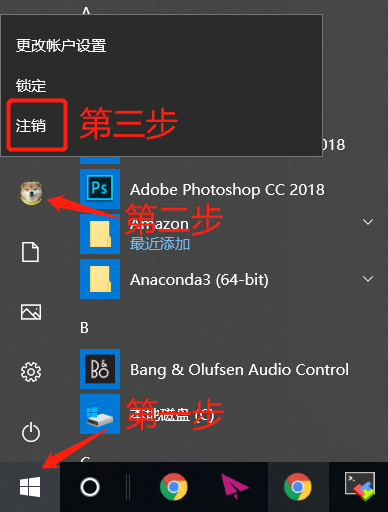 A
更改帐户设置
锁定
注销
第三步
2018
Ps
Adobe Photoshop CC 2018
第二步
Amazon
最近添加
Anaconda3 (64-bit)
B
B&O
Bang & Olufsen Audio Control
本地磁盘 (C)
第一步